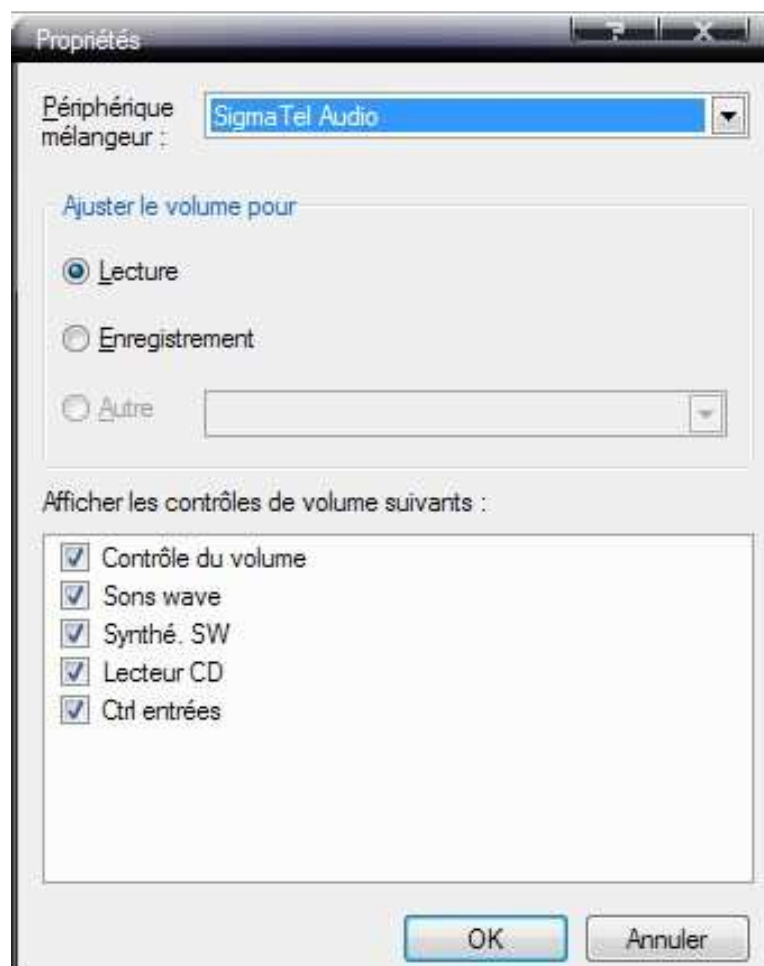 Propriétés
Périphérique
mélangeur :
SigmaTel Audio
Ajuster le volume pour
Lecture
Enregistrement
Autre
Afficher les contrôles de volume suivants :
Contrôle du volume
Sons wave
Synthé. SW
Lecteur CD
Ctrl entrées
OK Annuler